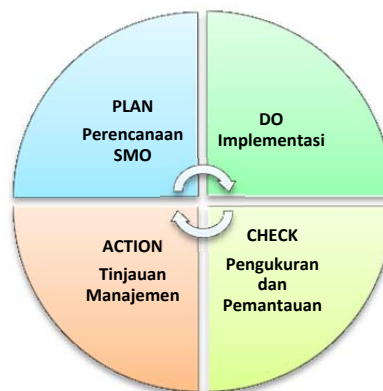 PLAN
Perencanaan
SMO
DO
Implementasi
ACTION
Tinjauan
Manajemen
CHECK
Pengukuran
dan
Pemantauan